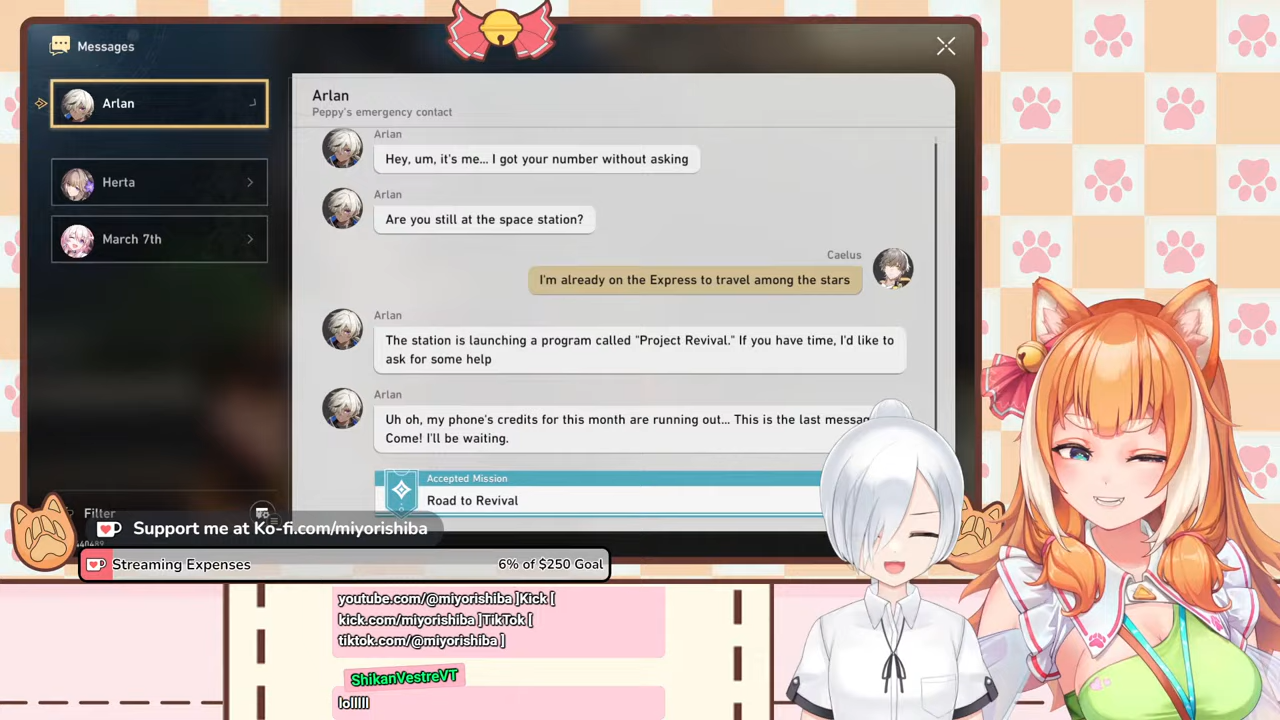 Messages
Arlan
Herta
March 7th
Filter
Arlan
Peppy's emergency contact
Arlan
Hey, um, it's me... I got your number without asking
Arlan
Are you still at the space station?
Caelus
I'm already on the Express to travel among the stars
Arlan
The station is launching a program called "Project Revival." If you have time, I'd like to
ask for some help
Arlan
Uh oh, my phone's credits for this month are running out... This is the last
Come! I'll be waiting.
Accepted Mission
Road to Revival
Support me at Ko-fi.com/miyorishiba
Streaming Expenses
6% of $250 Goal
youtube.com/@miyorishiba ]Kick [
kick.com/miyorishiba ]TikTok [
tiktok.com/@miyorishiba ]
ShikanVestreVT
lolllll